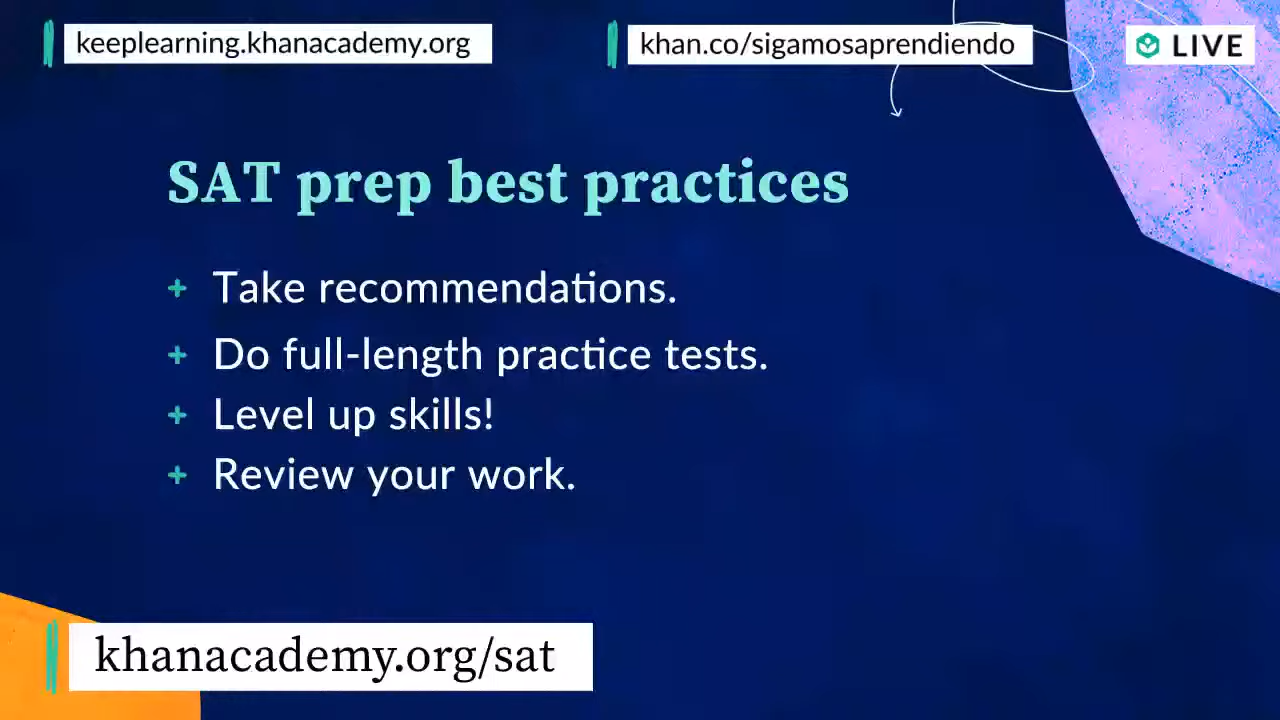 keeplearning.khanacademy.org
khan.co/sigamosaprendiendo
LIVE
SAT prep best practices
+ Take recommendations.
+ Do full-length practice tests.
+ Level up skills!
+ Review your work.
khanacademy.org/sat